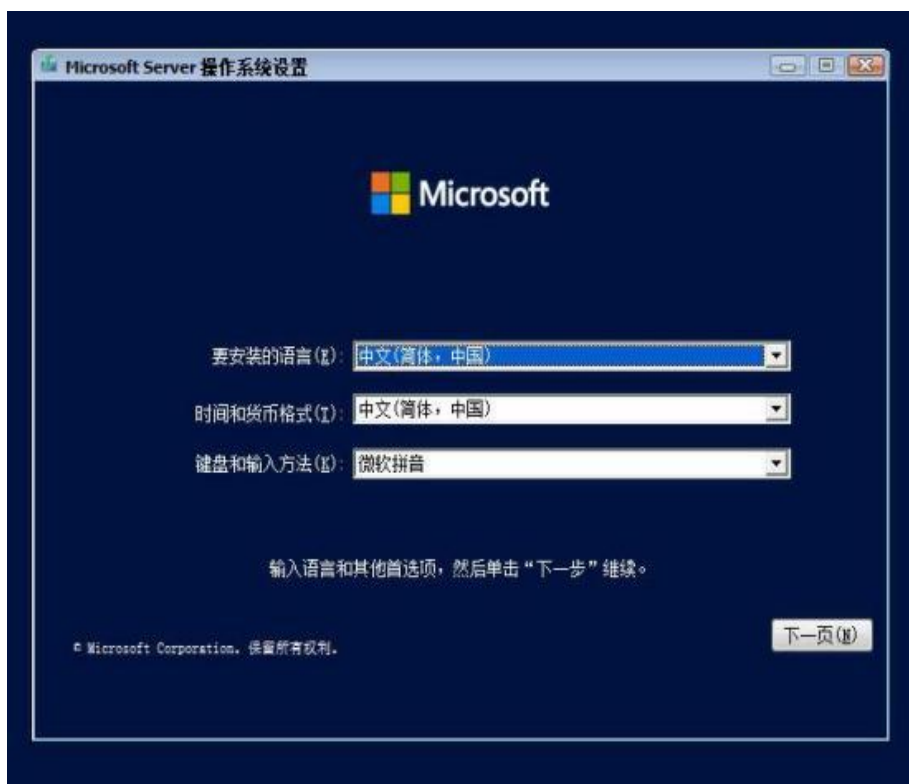 Microsoft Server 操作系统设置
Microsoft
要安装的语言(E): 中文(简体，中国)
时间和货币格式(T): 中文(简体，中国)
键盘和输入方法(K): 微软拼音
输入语言和其他首选项，然后单击“下一步”继续。
© Microsoft Corporation. 保留所有权利。
下一页(N)